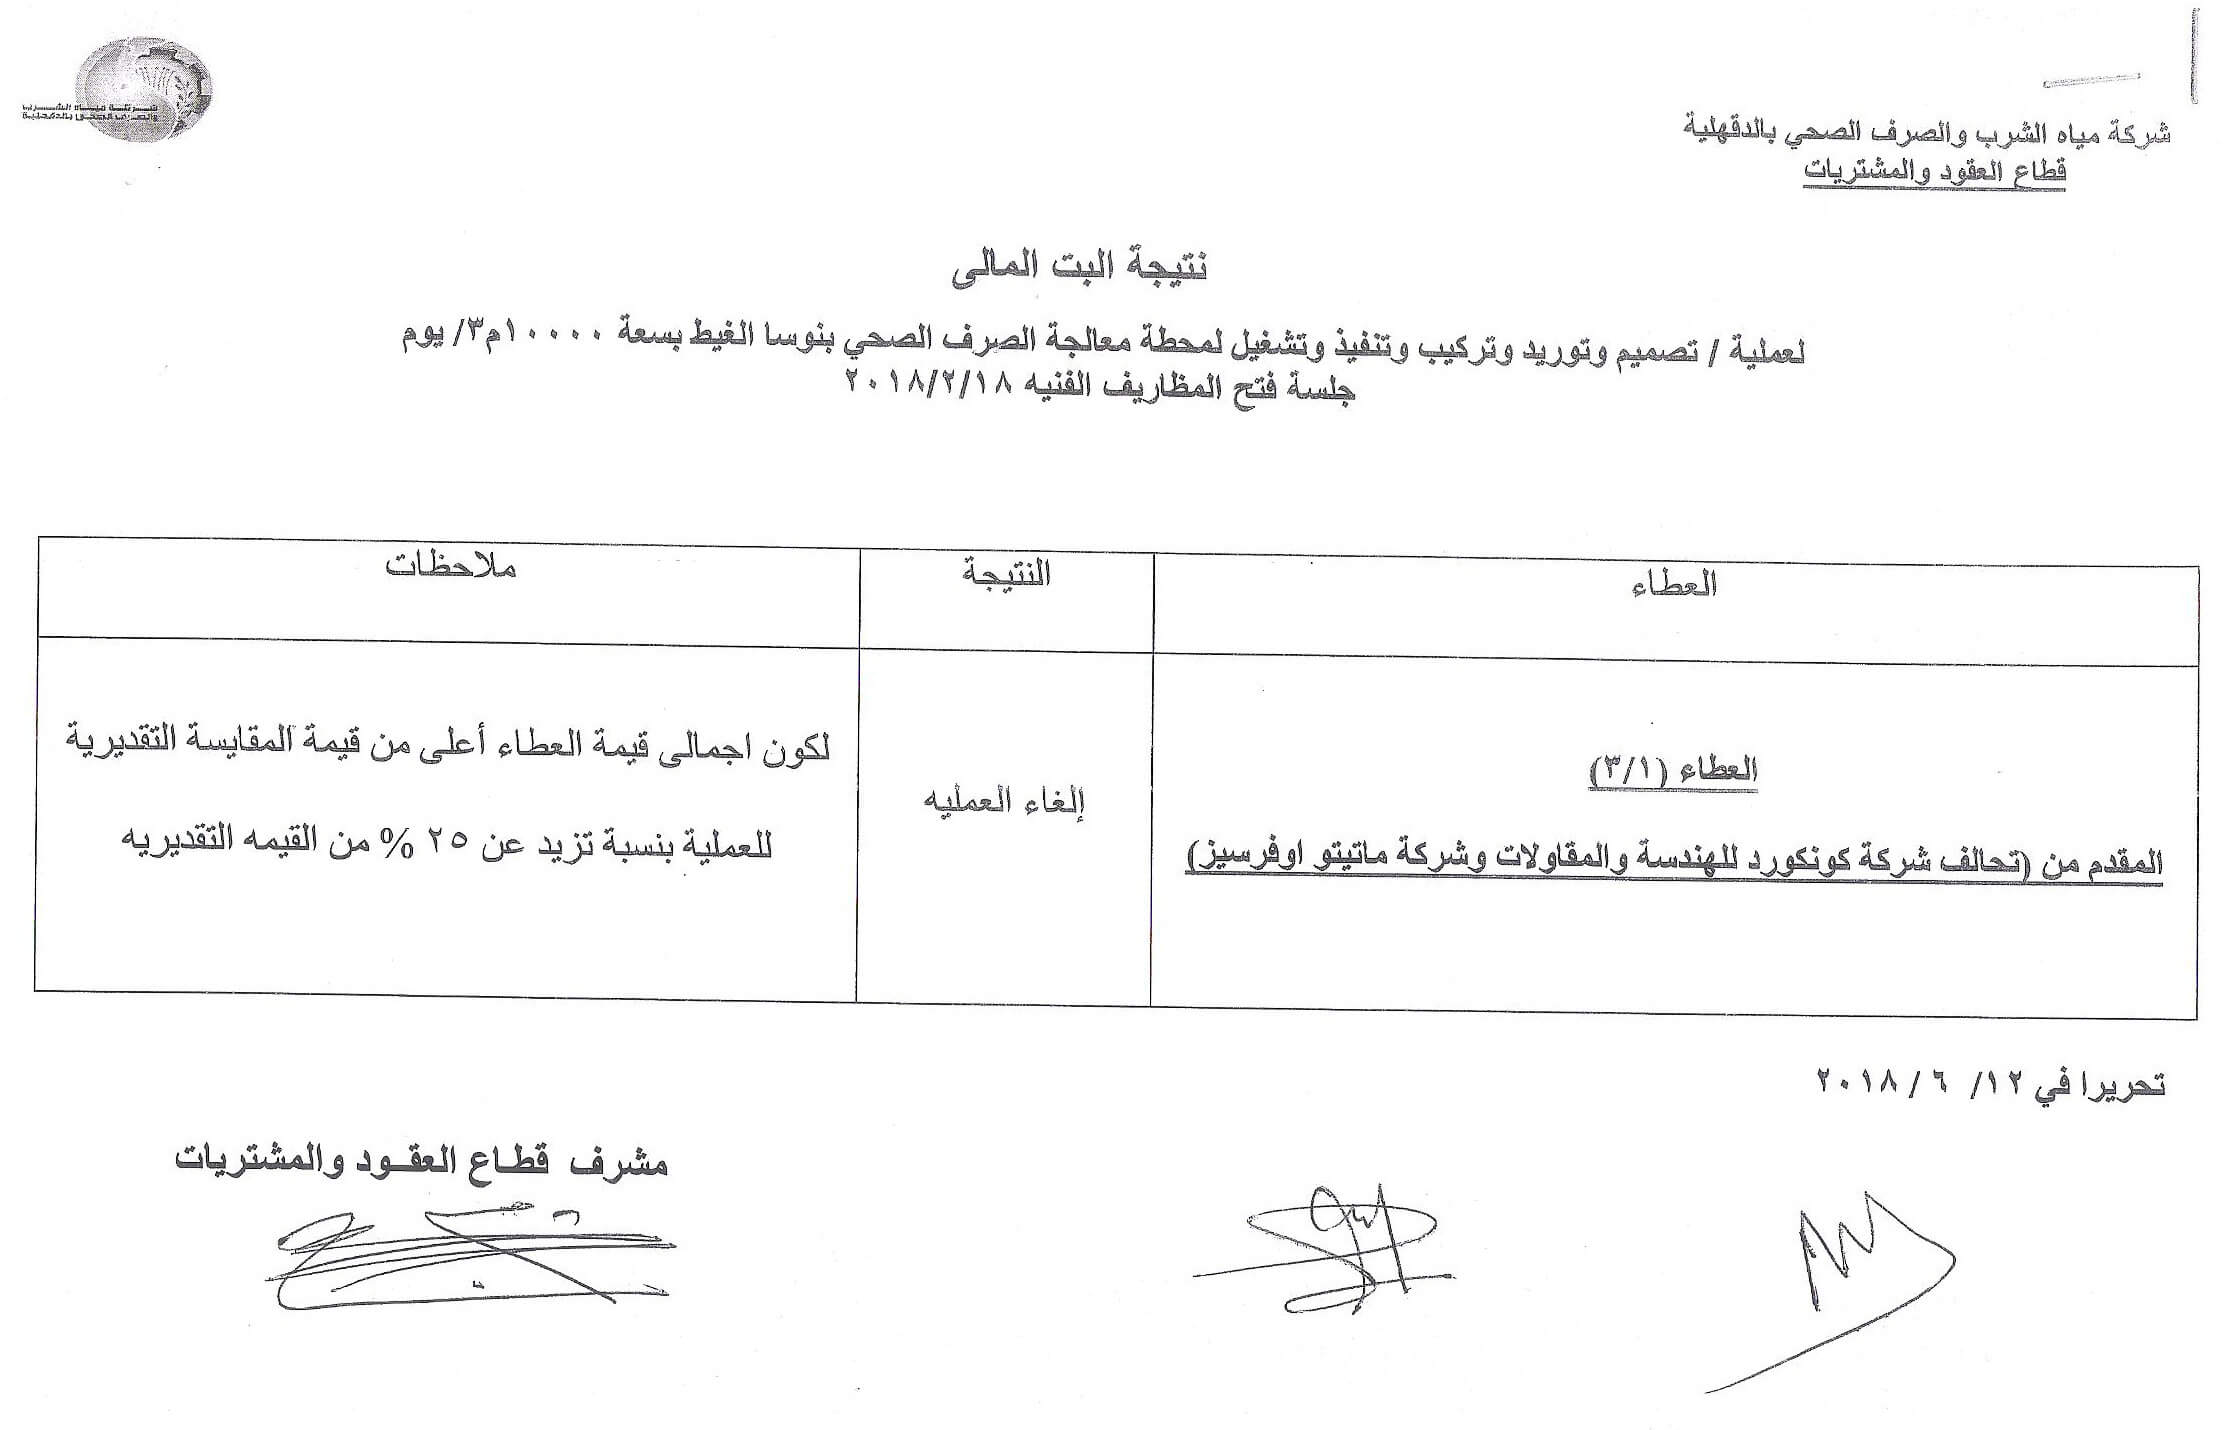 شركة مياه الشرب والصرف الصحي بالدقهلية
شركة مياه الشرب والصرف الصحي بالدقهلية
قطاع العقود والمشتريات
نتيجة البت المالى
لعملية / تصميم وتوريد وتركيب وتنفيذ وتشغيل لمحطة معالجة الصرف الصحي بنوسا الغيط بسعة ١٠٠٠٠م٣/ يوم
جلسة فتح المظاريف الفنيه ٢٠١٨/٢/١٨
العطاء
النتيجة
ملاحظات
العطاء (٣/١)
المقدم من (تحالف شركة كونكورد للهندسة والمقاولات وشركة ماتيتو اوفرسيز)
إلغاء العمليه
لكون اجمالى قيمة العطاء أعلى من قيمة المقايسة التقديرية
للعملية بنسبة تزيد عن ٢٥ % من القيمه التقديريه
تحريرا في ١٢/ ٦ / ٢٠١٨
مشرف قطاع العقــود والمشتريات